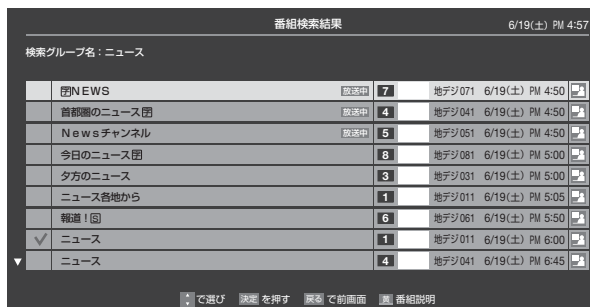 番組検索結果 6/19(土) PM 4:57
検索グループ名：ニュース
字NEWS 放送中 7 地デジ071 6/19(土) PM 4:50
首都圏のニュース字 放送中 4 地デジ041 6/19(土) PM 4:50
Newsチャンネル 放送中 5 地デジ051 6/19(土) PM 4:50
今日のニュース字 8 地デジ081 6/19(土) PM 5:00
夕方のニュース 3 地デジ031 6/19(土) PM 5:00
ニュース各地から 1 地デジ011 6/19(土) PM 5:05
報道！S 6 地デジ061 6/19(土) PM 5:50
ニュース 1 地デジ011 6/19(土) PM 6:00
ニュース 4 地デジ041 6/19(土) PM 6:45
で選び 決定 を押す 戻る で前画面 黄 番組説明